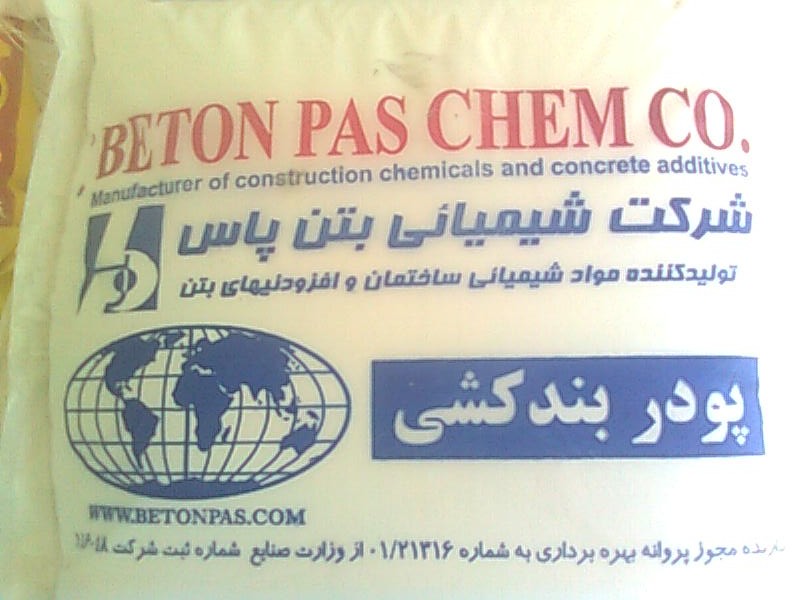 BETON PAS CHEM CO.
Manufacturer of construction chemicals and concrete additives
شرکت شیمیائی بتن پاس
تولیدکننده مواد شیمیائی ساختمان و افزودنیهای بتن
پودر بندکشی
WWW.BETONPAS.COM
مجوز پروانه بهره برداری به شماره ۰۱/۲۱۳۱۶ از وزارت صنایع شماره ثبت شرکت